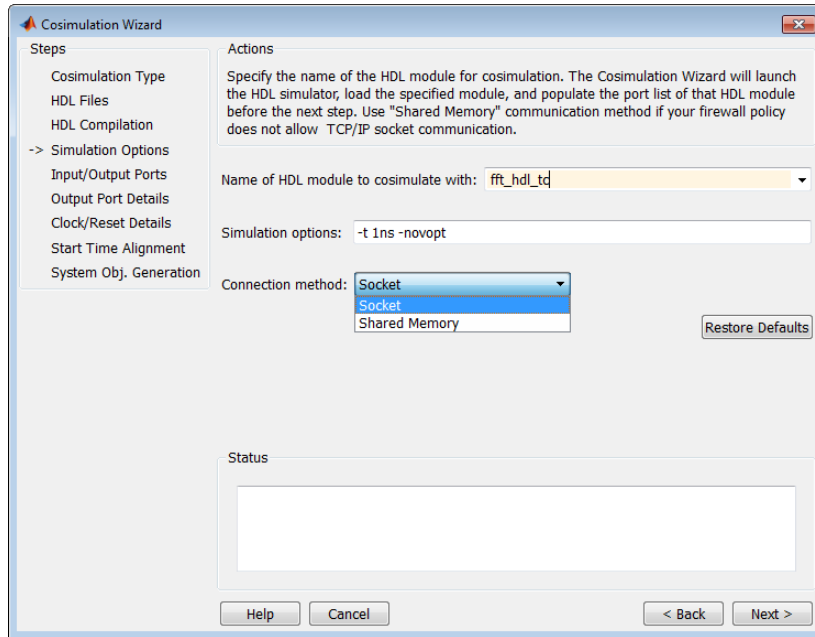 Cosimulation Wizard
Steps
Cosimulation Type
HDL Files
HDL Compilation
-> Simulation Options
Input/Output Ports
Output Port Details
Clock/Reset Details
Start Time Alignment
System Obj. Generation
Actions
Specify the name of the HDL module for cosimulation. The Cosimulation Wizard will launch
the HDL simulator, load the specified module, and populate the port list of that HDL module
before the next step. Use "Shared Memory" communication method if your firewall policy
does not allow TCP/IP socket communication.
Name of HDL module to cosimulate with: fft_hdl_tc
Simulation options: -t 1ns -novopt
Connection method: Socket
Socket
Shared Memory
Restore Defaults
Status
Help Cancel < Back Next >